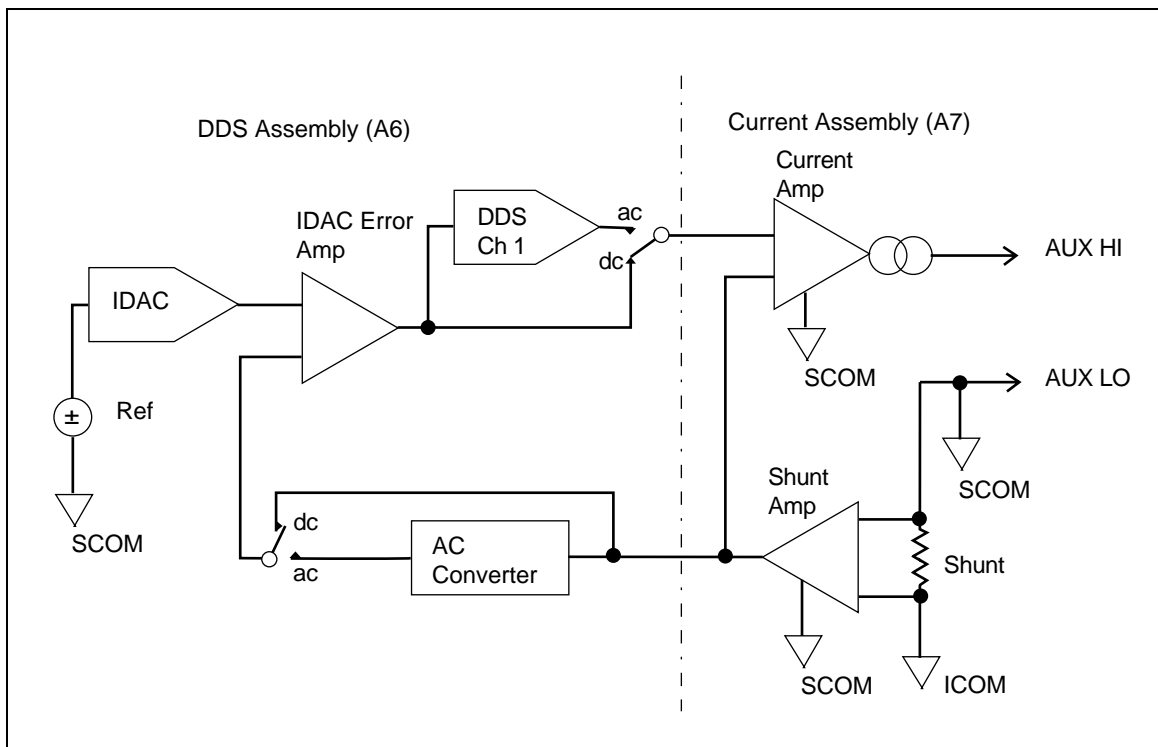 DDS Assembly (A6)
Current Assembly (A7)
Current
Amp
IDAC Error
Amp
DDS
Ch 1
ac
dc
AUX HI
IDAC
SCOM
AUX LO
±
Ref
Shunt
Amp
SCOM
SCOM
dc
ac
AC
Converter
Shunt
SCOM
ICOM